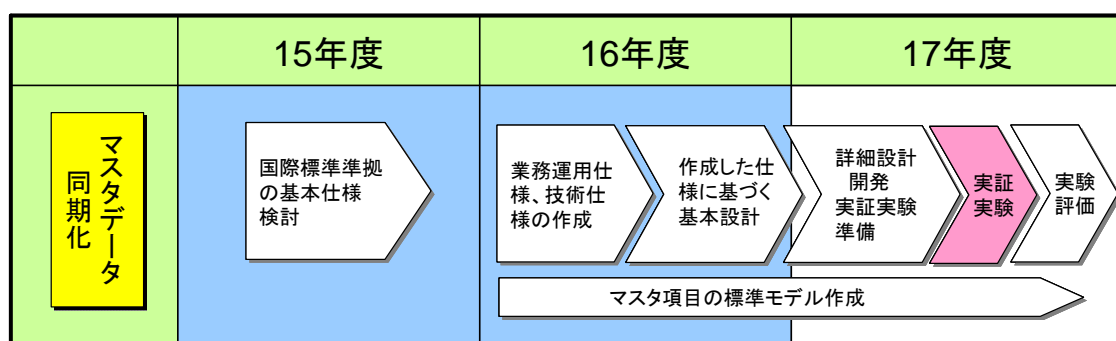 15年度
16年度
17年度
マスタデータ
同期化
国際標準準拠
の基本仕様
検討
業務運用仕
様、技術仕
様の作成
作成した仕
様に基づく
基本設計
詳細設計
開発
実証実験
準備
実証
実験
実験
評価
マスタ項目の標準モデル作成